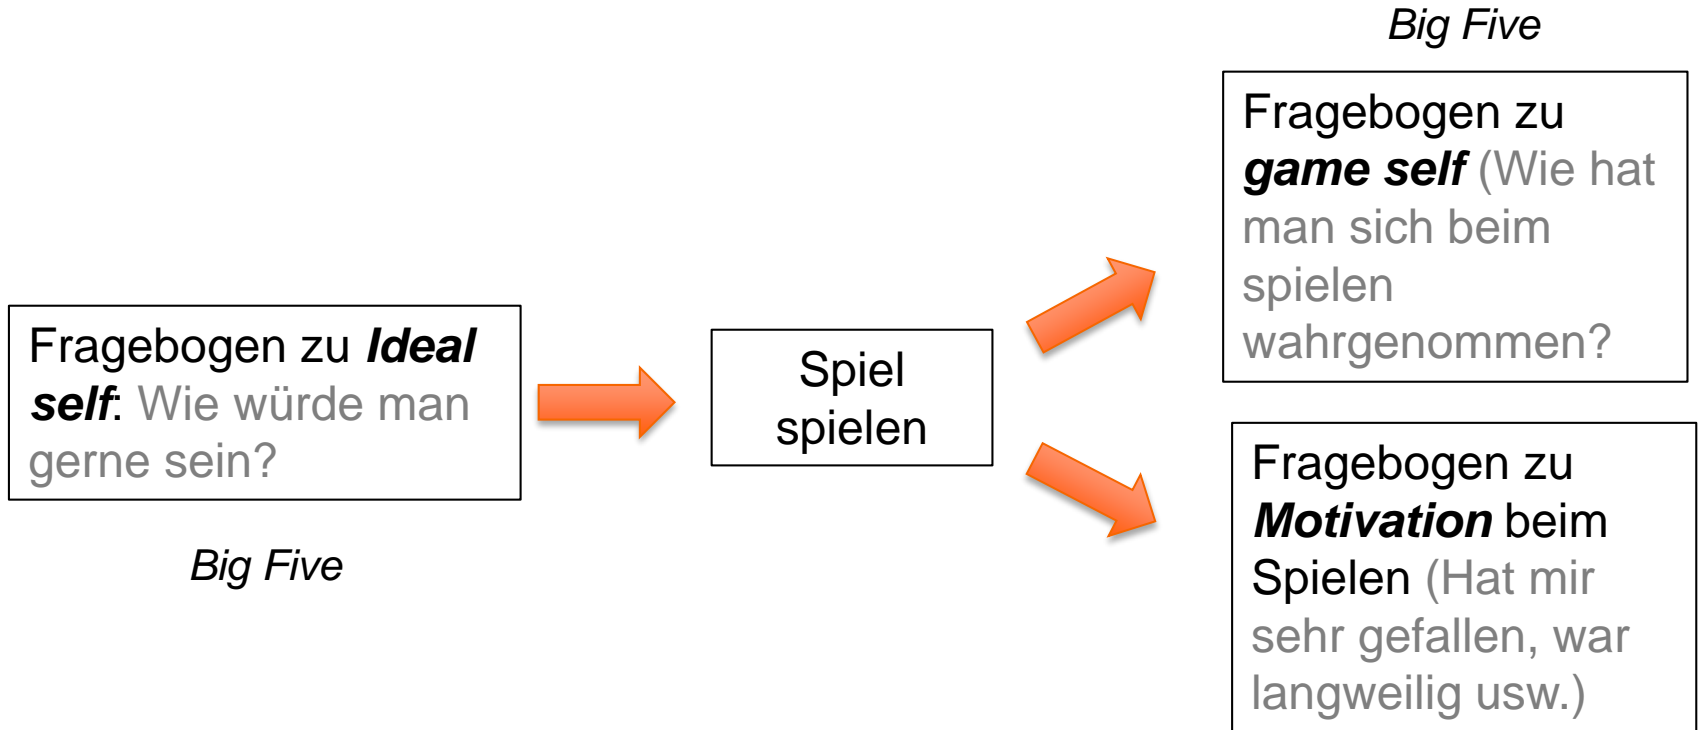 Fragebogen zu Ideal
self: Wie würde man
gerne sein?
Big Five
Spiel
spielen
Big Five
Fragebogen zu
game self (Wie hat
man sich beim
spielen
wahrgenommen?
Fragebogen zu
Motivation beim
Spielen (Hat mir
sehr gefallen, war
langweilig usw.)